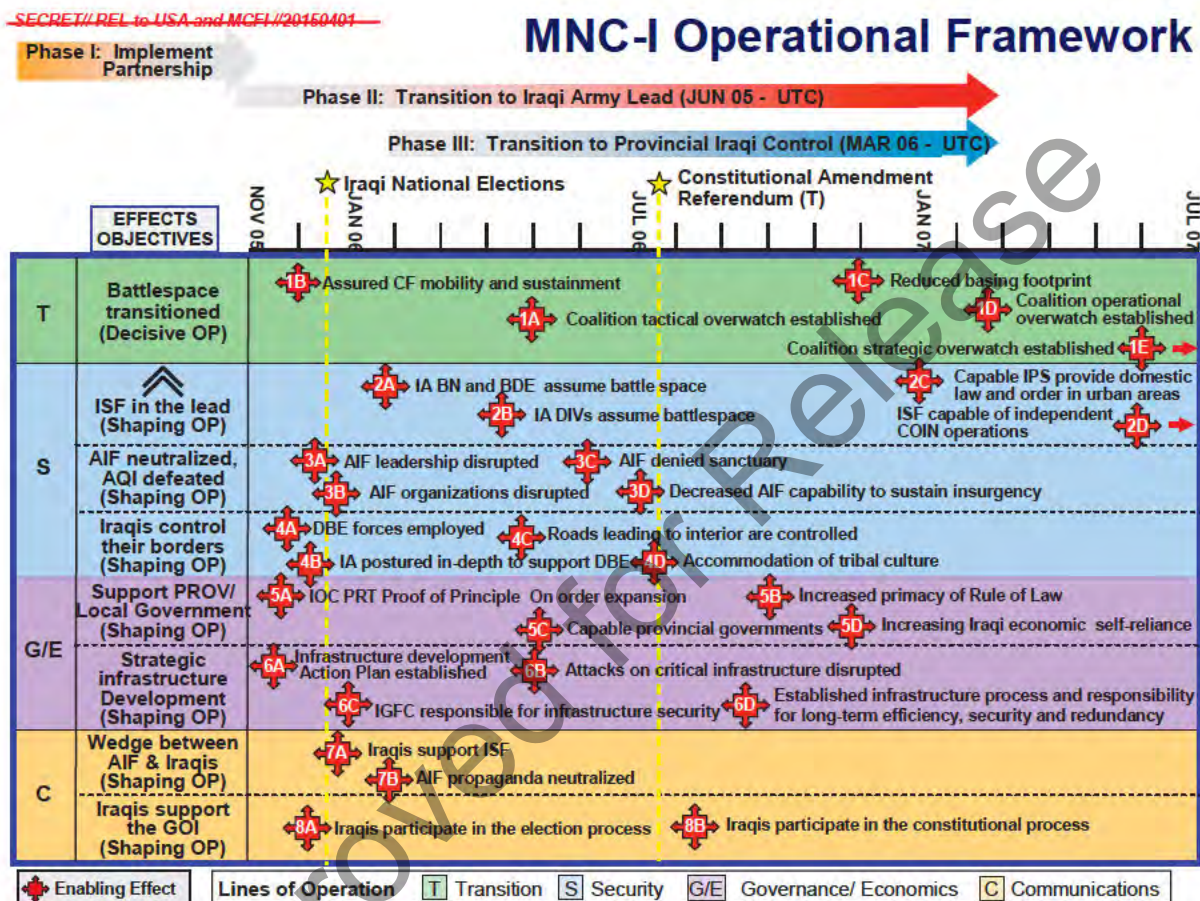 SECRET// REL to USA and MCFI //20150401
MNC-I Operational Framework
Phase I: Implement
Partnership
Phase II: Transition to Iraqi Army Lead (JUN 05 - UTC)
Phase III: Transition to Provincial Iraqi Control (MAR 06 - UTC)
Iraqi National Elections
Constitutional Amendment
Referendum (T)
EFFECTS
OBJECTIVES
NOV 05
JAN 06
JUL 06
JAN 07
JUL 07
T
Battlespace
transitioned
(Decisive OP)
1B Assured CF mobility and sustainment
1C Reduced basing footprint
1A Coalition tactical overwatch established
1D Coalition operational
overwatch established
Coalition strategic overwatch established 1E
S
ISF in the lead
(Shaping OP)
2A IA BN and BDE assume battle space
2C Capable IPS provide domestic
law and order in urban areas
2B IA DIVs assume battlespace
ISF capable of independent
COIN operations 2D
AIF neutralized,
AQI defeated
(Shaping OP)
3A AIF leadership disrupted
3C AIF denied sanctuary
3B AIF organizations disrupted
3D Decreased AIF capability to sustain insurgency
Iraqis control
their borders
(Shaping OP)
4A DBE forces employed
4C Roads leading to interior are controlled
4B IA postured in-depth to support DBE
4D Accommodation of tribal culture
G/E
Support PROV/
Local Government
(Shaping OP)
5A IOC PRT Proof of Principle On order expansion
5B Increased primacy of Rule of Law
5C Capable provincial governments
5D Increasing Iraqi economic self-reliance
Strategic
infrastructure
Development
(Shaping OP)
6A Infrastructure development
Action Plan established
6B Attacks on critical infrastructure disrupted
6C IGFC responsible for infrastructure security
6D Established infrastructure process and responsibility
for long-term efficiency, security and redundancy
C
Wedge between
AIF & Iraqis
(Shaping OP)
7A Iraqis support ISF
7B AIF propaganda neutralized
Iraqis support
the GOI
(Shaping OP)
8A Iraqis participate in the election process
8B Iraqis participate in the constitutional process
Enabling Effect
Lines of Operation T Transition S Security G/E Governance/ Economics C Communications
roved for Release